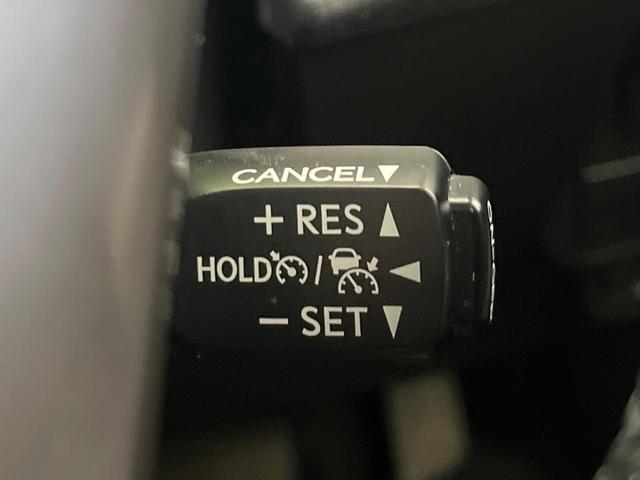 CANCEL▼
+ RES ▲
HOLD / ◀
− SET ▼